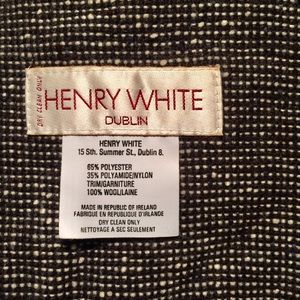 DRY CLEAN ONLY
HENRY WHITE
DUBLIN
HENRY WHITE
15 Sth. Summer St., Dublin 8.
65% POLYESTER
35% POLYAMIDE/NYLON
TRIM/GARNITURE
100% WOOL/LAINE
MADE IN REPUBLIC OF IRELAND
FABRIQUE EN REPUBLIQUE D'IRLANDE
DRY CLEAN ONLY
NETTOYAGE A SEC SEULEMENT